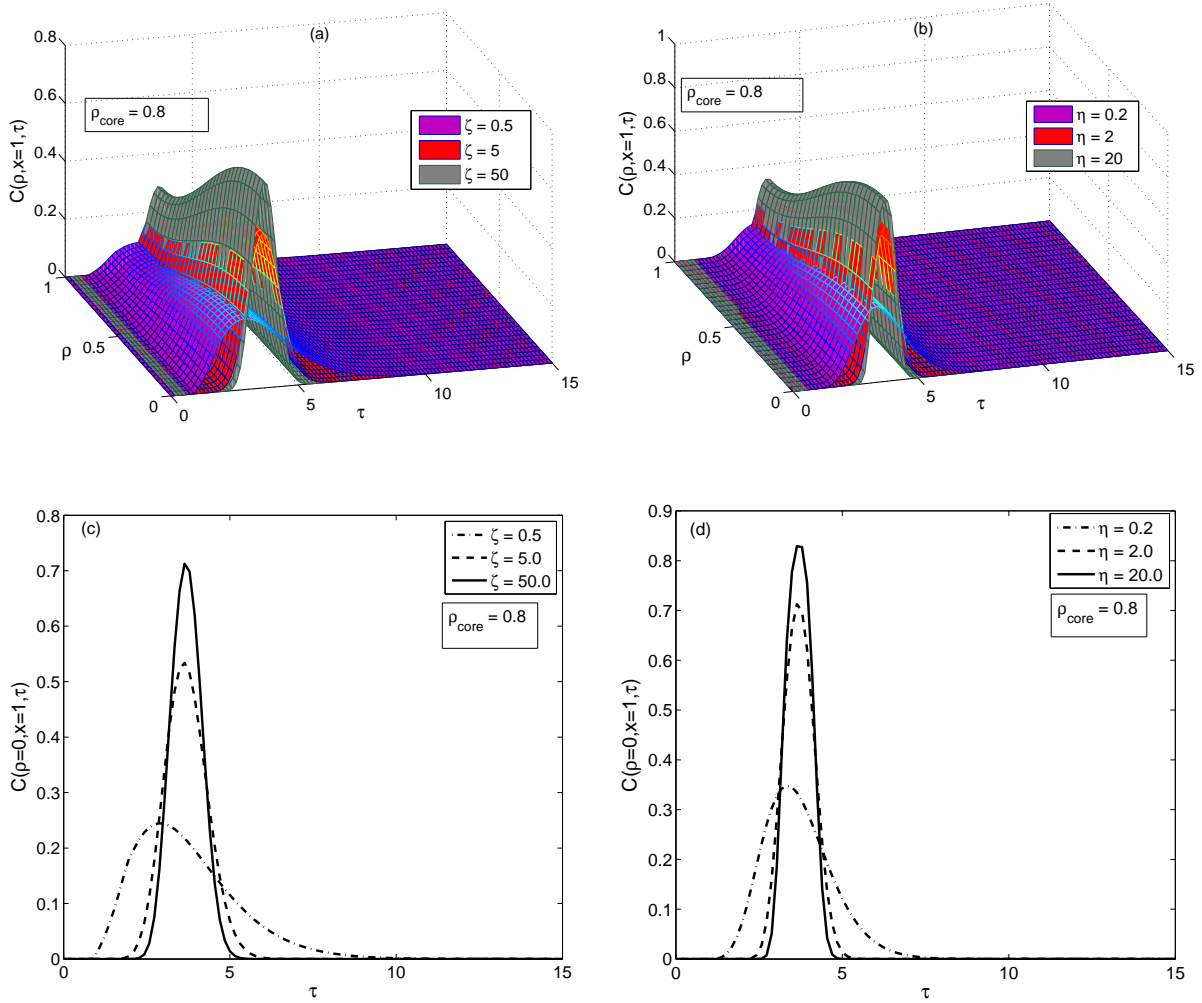 (a)
C(ρ,x=1,τ)
0.8
0.6
0.4
0.2
0
ρcore = 0.8
ζ = 0.5
ζ = 5
ζ = 50
1
0.5
0
ρ
0
5
10
15
τ
(b)
C(ρ,x=1,τ)
1
0.8
0.6
0.4
0.2
0
ρcore = 0.8
η = 0.2
η = 2
η = 20
1
0.5
0
ρ
0
5
10
15
τ
(c)
C(ρ=0,x=1,τ)
0.8
0.7
0.6
0.5
0.4
0.3
0.2
0.1
0
ζ = 0.5
ζ = 5.0
ζ = 50.0
ρcore = 0.8
0
5
10
15
τ
(d)
C(ρ=0,x=1,τ)
0.9
0.8
0.7
0.6
0.5
0.4
0.3
0.2
0.1
0
η = 0.2
η = 2.0
η = 20.0
ρcore = 0.8
0
5
10
15
τ